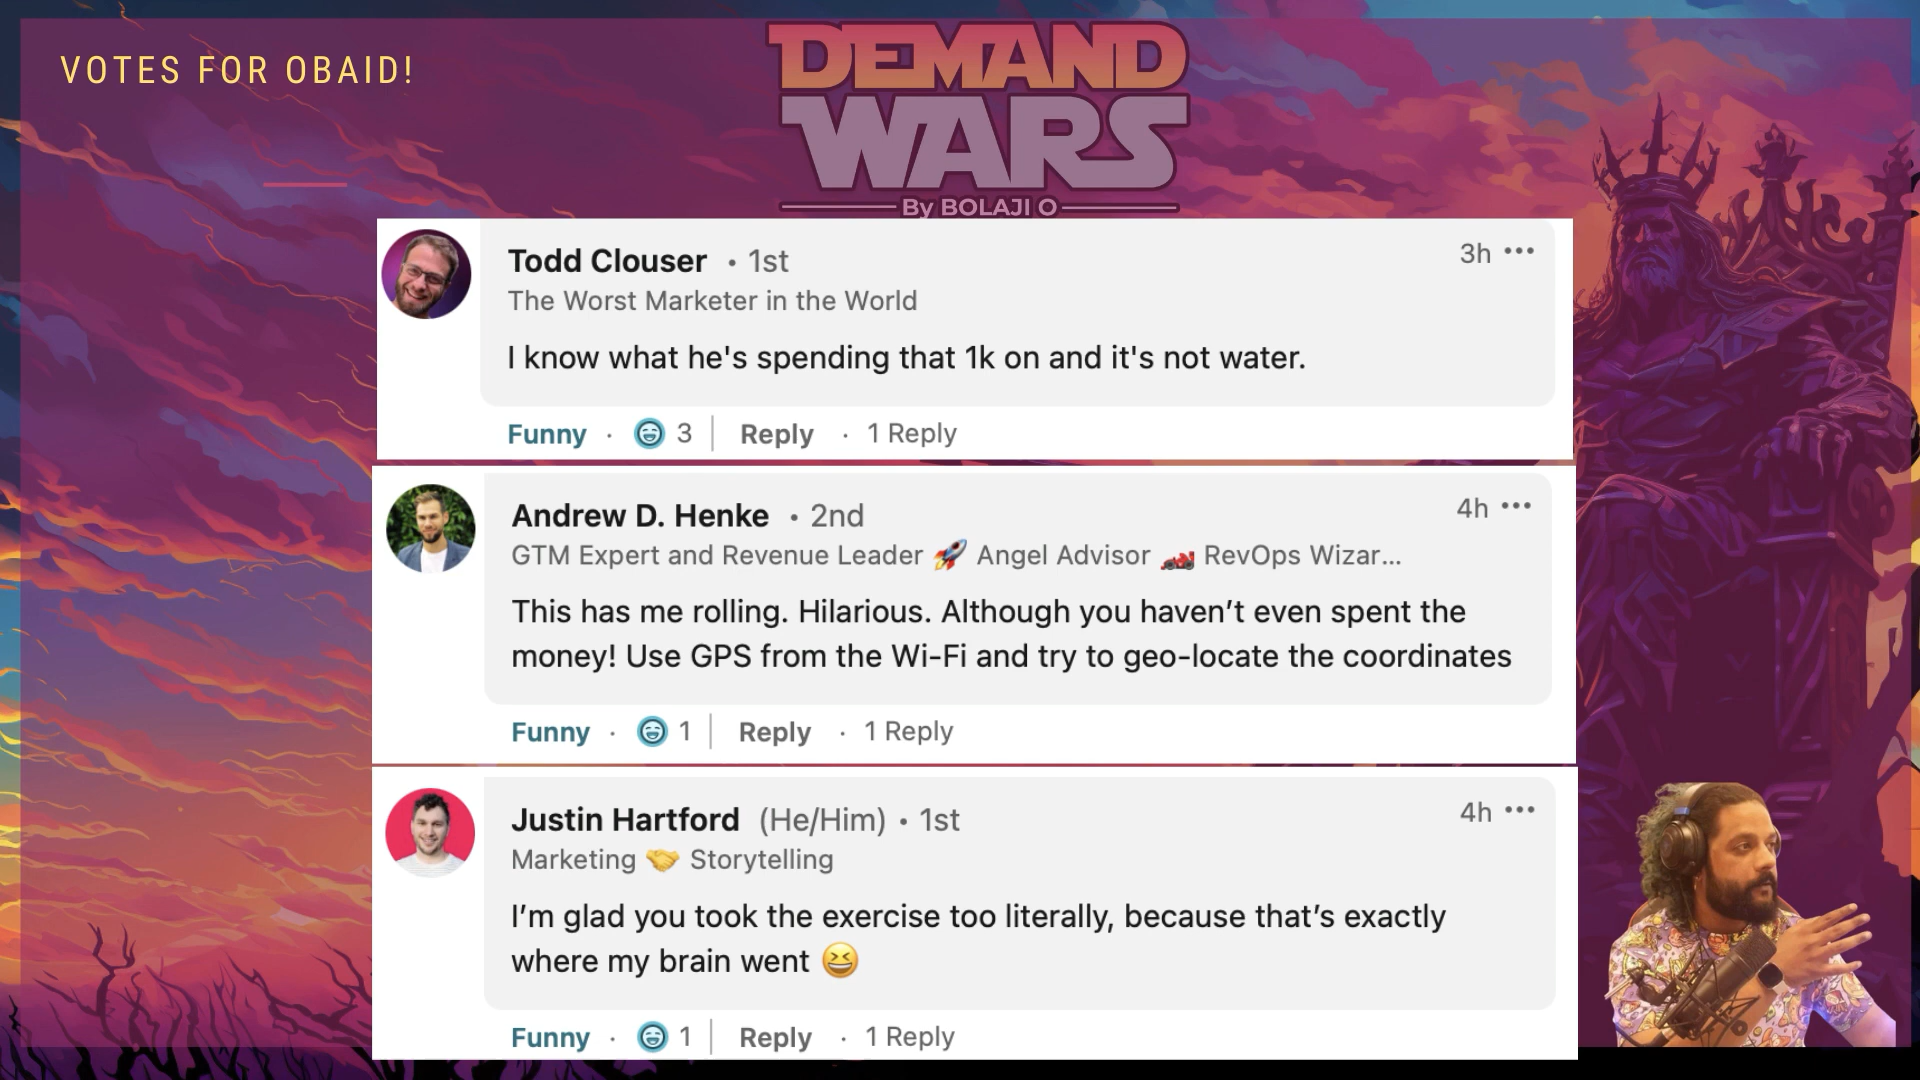 VOTES FOR OBAID!
DEMAND
WARS
By BOLAJI O
Todd Clouser • 1st
3h •••
The Worst Marketer in the World
I know what he's spending that 1k on and it's not water.
Funny · 3 | Reply · 1 Reply
Andrew D. Henke • 2nd
4h •••
GTM Expert and Revenue Leader 🚀 Angel Advisor 🏎️ RevOps Wizar...
This has me rolling. Hilarious. Although you haven’t even spent the
money! Use GPS from the Wi-Fi and try to geo-locate the coordinates
Funny · 1 | Reply · 1 Reply
Justin Hartford (He/Him) • 1st
4h •••
Marketing 🤝 Storytelling
I’m glad you took the exercise too literally, because that’s exactly
where my brain went 😆
Funny · 1 | Reply · 1 Reply